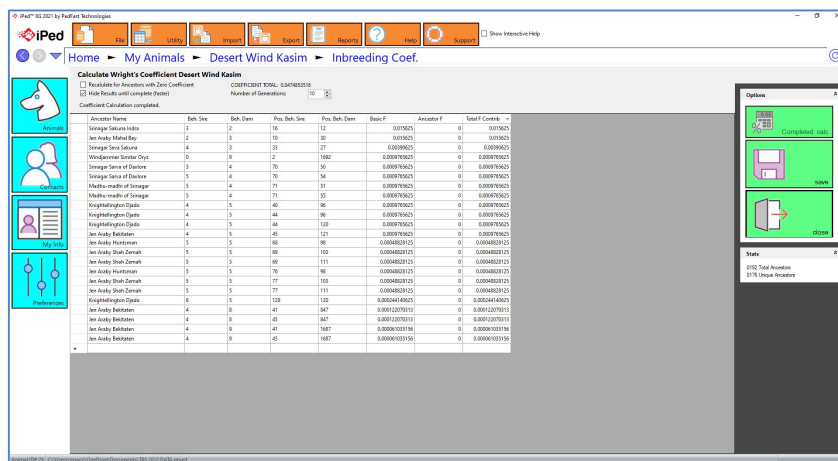 iPed™ BG 2021 by PedFast Technologies
iPed File Utility Import Export Reports Help Support Show Interactive Help
Home ► My Animals ► Desert Wind Kasim ► Inbreeding Coef.
Calculate Wright's Coefficient Desert Wind Kasim
Recalculate for Ancestors with Zero Coefficient COEFFICIENT TOTAL: 0.0474853516
Hide Results until complete (faster) Number of Generations: 10
Coefficient Calculation completed.
Ancestor Name Beh. Sire Beh. Dam Pos. Beh. Sire Pos. Beh. Dam Basic F Ancestor F Total F Contrib
Srinagar Sakuna Indra 3 2 16 12 0.015625 0 0.015625
Jen Araby Mahal Bey 2 3 10 30 0.015625 0 0.015625
Srinagar Seva Sakuna 4 3 33 27 0.00390625 0 0.00390625
Windjammer Simitar Oryz 0 9 2 1682 0.0009765625 0 0.0009765625
Srinagar Sarva of Daxlore 5 4 70 50 0.0009765625 0 0.0009765625
Srinagar Sarva of Daxlore 5 4 70 54 0.0009765625 0 0.0009765625
Madhu-madhi of Srinagar 5 4 71 51 0.0009765625 0 0.0009765625
Madhu-madhi of Srinagar 5 4 71 55 0.0009765625 0 0.0009765625
Knightellington Djado 4 5 40 96 0.0009765625 0 0.0009765625
Knightellington Djado 4 5 44 96 0.0009765625 0 0.0009765625
Knightellington Djado 4 5 44 120 0.0009765625 0 0.0009765625
Jen Araby Bekitaten 4 5 45 121 0.0009765625 0 0.0009765625
Jen Araby Huntsman 5 5 68 98 0.00048828125 0 0.00048828125
Jen Araby Shah Zemah 5 5 69 103 0.00048828125 0 0.00048828125
Jen Araby Shah Zemah 5 5 69 111 0.00048828125 0 0.00048828125
Jen Araby Huntsman 5 5 76 98 0.00048828125 0 0.00048828125
Jen Araby Shah Zemah 5 5 77 103 0.00048828125 0 0.00048828125
Jen Araby Shah Zemah 5 5 77 111 0.00048828125 0 0.00048828125
Knightellington Djado 6 5 128 120 0.000244140625 0 0.000244140625
Jen Araby Bekitaten 4 8 41 847 0.000122070313 0 0.000122070313
Jen Araby Bekitaten 4 8 45 847 0.000122070313 0 0.000122070313
Jen Araby Bekitaten 4 9 41 1687 0.000061035156 0 0.000061035156
Jen Araby Bekitaten 4 9 45 1687 0.000061035156 0 0.000061035156
Animals
Contacts
My Info
Preferences
Options
Completed calc
save
close
Stats
0192 Total Ancestors
0176 Unique Ancestors